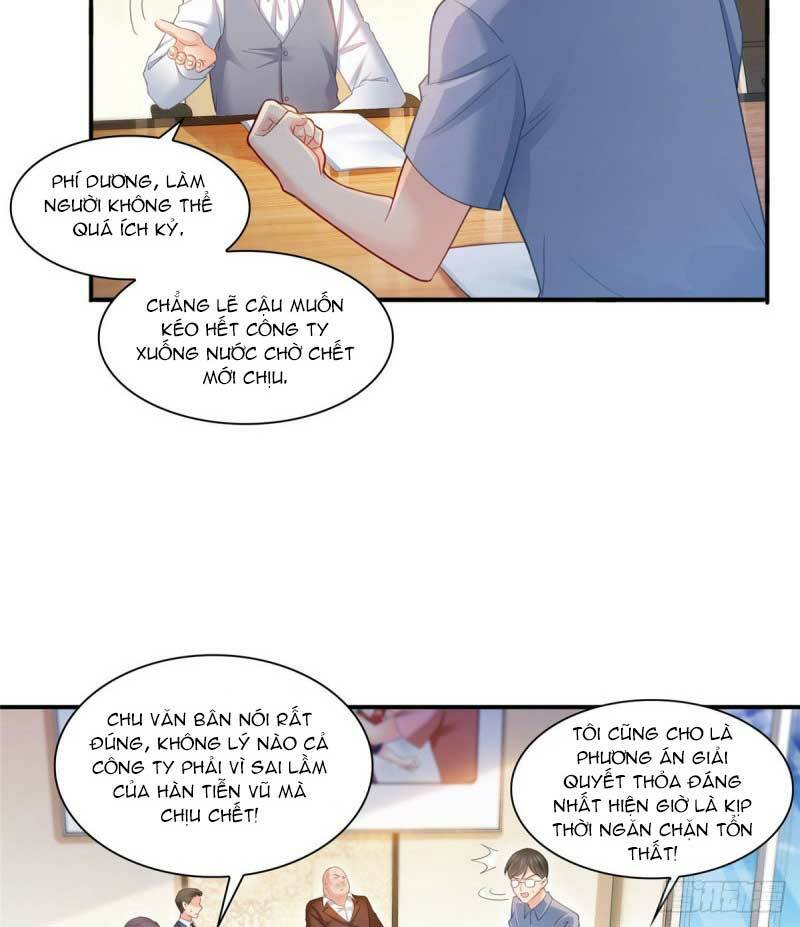 PHÍ DƯƠNG, LÀM
NGƯỜI KHÔNG THỂ
QUÁ ÍCH KỶ.
CHẲNG LẼ CẬU MUỐN
KÉO HẾT CÔNG TY
XUỐNG NƯỚC CHỜ CHẾT
MỚI CHỊU.
CHU VĂN BÂN NÓI RẤT
ĐÚNG, KHÔNG LÝ NÀO CẢ
CÔNG TY PHẢI VÌ SAI LẦM
CỦA HÀN TIỄN VŨ MÀ
CHỊU CHẾT!
TÔI CŨNG CHO LÀ
PHƯƠNG ÁN GIẢI
QUYẾT THỎA ĐÁNG
NHẤT HIỆN GIỜ LÀ KỊP
THỜI NGĂN CHẶN TỔN
THẤT!